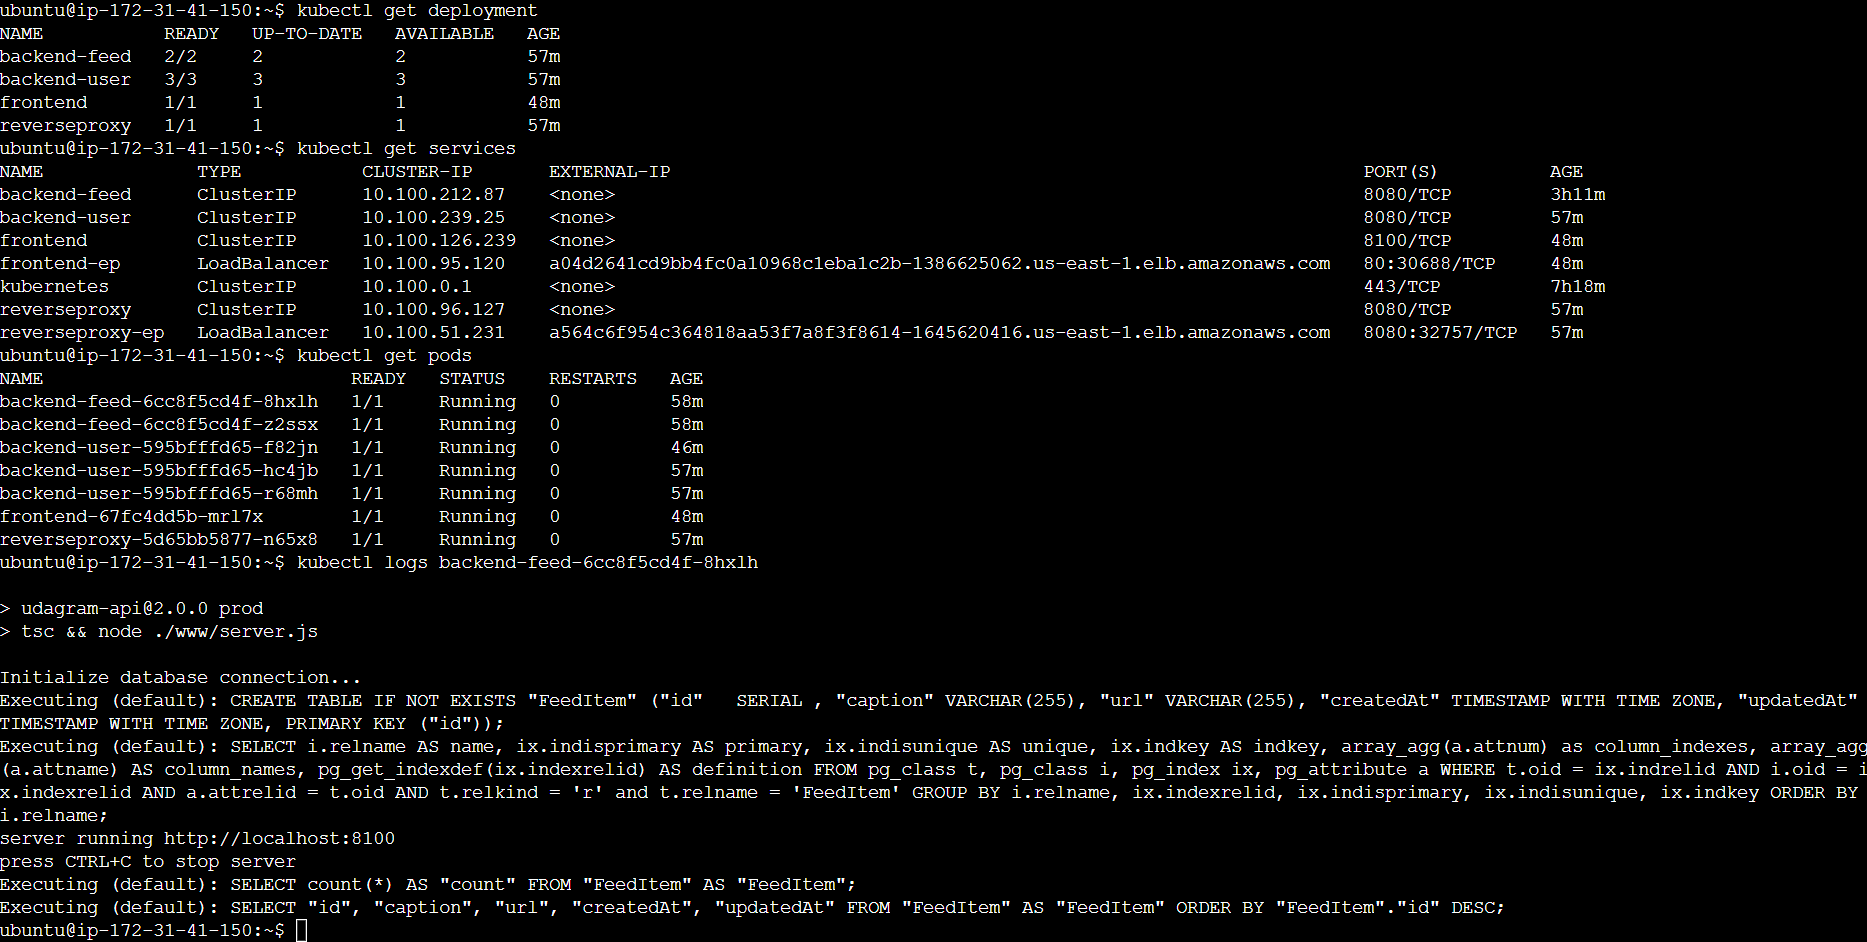 ubuntu@ip-172-31-41-150:~$ kubectl get deployment
NAME           READY   UP-TO-DATE   AVAILABLE   AGE
backend-feed   2/2     2            2           57m
backend-user   3/3     3            3           57m
frontend       1/1     1            1           48m
reverseproxy   1/1     1            1           57m
ubuntu@ip-172-31-41-150:~$ kubectl get services
NAME              TYPE           CLUSTER-IP       EXTERNAL-IP                                                               PORT(S)          AGE
backend-feed      ClusterIP      10.100.212.87    <none>                                                                    8080/TCP         3h11m
backend-user      ClusterIP      10.100.239.25    <none>                                                                    8080/TCP         57m
frontend          ClusterIP      10.100.126.239   <none>                                                                    8100/TCP         48m
frontend-ep       LoadBalancer   10.100.95.120    a04d2641cd9bb4fc0a10968c1eba1c2b-1386625062.us-east-1.elb.amazonaws.com   80:30688/TCP     48m
kubernetes        ClusterIP      10.100.0.1       <none>                                                                    443/TCP          7h18m
reverseproxy      ClusterIP      10.100.96.127    <none>                                                                    8080/TCP         57m
reverseproxy-ep   LoadBalancer   10.100.51.231    a564c6f954c364818aa53f7a8f3f8614-1645620416.us-east-1.elb.amazonaws.com   8080:32757/TCP   57m
ubuntu@ip-172-31-41-150:~$ kubectl get pods
NAME                            READY   STATUS    RESTARTS   AGE
backend-feed-6cc8f5cd4f-8hxlh   1/1     Running   0          58m
backend-feed-6cc8f5cd4f-z2ssx   1/1     Running   0          58m
backend-user-595bfffd65-f82jn   1/1     Running   0          46m
backend-user-595bfffd65-hc4jb   1/1     Running   0          57m
backend-user-595bfffd65-r68mh   1/1     Running   0          57m
frontend-67fc4dd5b-mrl7x        1/1     Running   0          48m
reverseproxy-5d65bb5877-n65x8   1/1     Running   0          57m
ubuntu@ip-172-31-41-150:~$ kubectl logs backend-feed-6cc8f5cd4f-8hxlh
> udagram-api@2.0.0 prod
> tsc && node ./www/server.js
Initialize database connection...
Executing (default): CREATE TABLE IF NOT EXISTS "FeedItem" ("id"   SERIAL , "caption" VARCHAR(255), "url" VARCHAR(255), "createdAt" TIMESTAMP WITH TIME ZONE, "updatedAt"
TIMESTAMP WITH TIME ZONE, PRIMARY KEY ("id"));
Executing (default): SELECT i.relname AS name, ix.indisprimary AS primary, ix.indisunique AS unique, ix.indkey AS indkey, array_agg(a.attnum) as column_indexes, array_agg
(a.attname) AS column_names, pg_get_indexdef(ix.indexrelid) AS definition FROM pg_class t, pg_class i, pg_index ix, pg_attribute a WHERE t.oid = ix.indrelid AND i.oid = i
x.indexrelid AND a.attrelid = t.oid AND t.relkind = 'r' and t.relname = 'FeedItem' GROUP BY i.relname, ix.indexrelid, ix.indisprimary, ix.indisunique, ix.indkey ORDER BY
i.relname;
server running http://localhost:8100
press CTRL+C to stop server
Executing (default): SELECT count(*) AS "count" FROM "FeedItem" AS "FeedItem";
Executing (default): SELECT "id", "caption", "url", "createdAt", "updatedAt" FROM "FeedItem" AS "FeedItem" ORDER BY "FeedItem"."id" DESC;
ubuntu@ip-172-31-41-150:~$